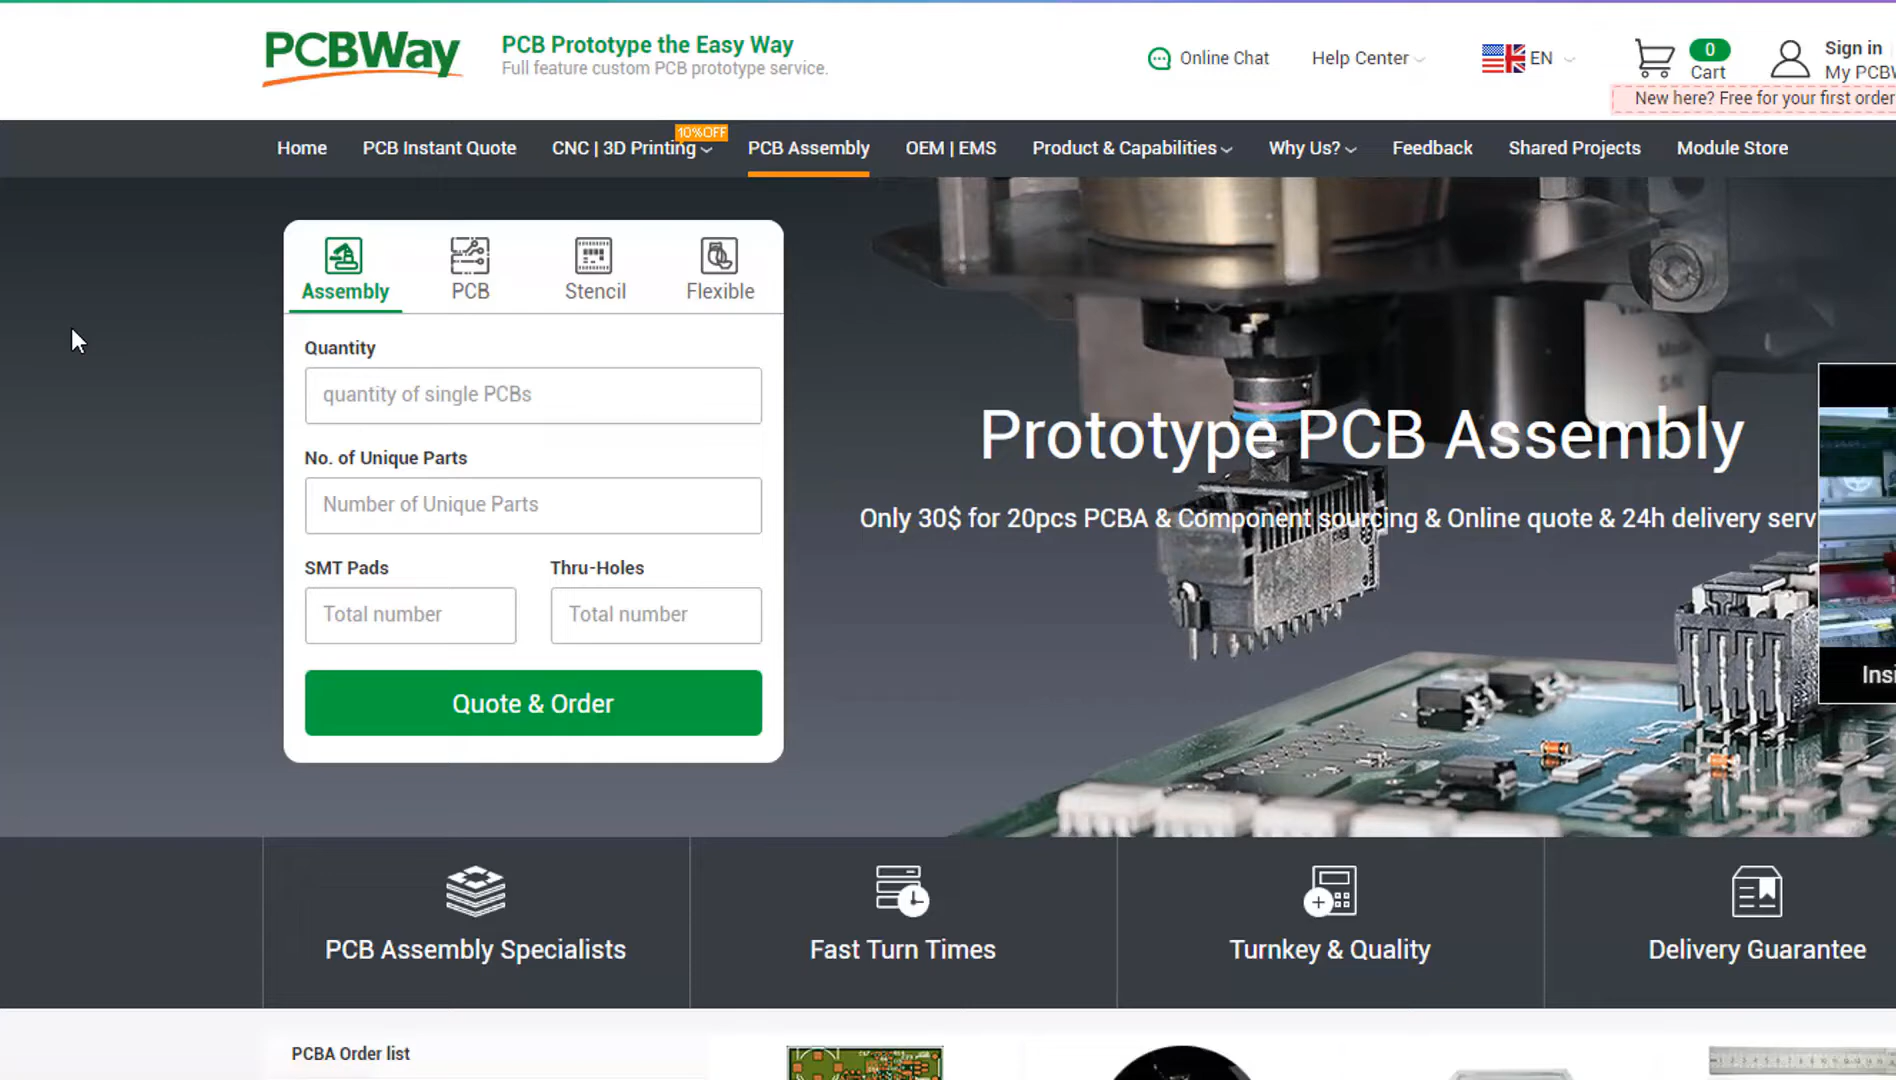 PCBWay
PCB Prototype the Easy Way
Full feature custom PCB prototype service.
Online Chat
Help Center
EN
0
Cart
Sign in
My PCBW
New here? Free for your first order
Home
PCB Instant Quote
CNC | 3D Printing
10%OFF
PCB Assembly
OEM | EMS
Product & Capabilities
Why Us?
Feedback
Shared Projects
Module Store
Assembly
PCB
Stencil
Flexible
Quantity
quantity of single PCBs
No. of Unique Parts
Number of Unique Parts
SMT Pads
Thru-Holes
Total number
Total number
Quote & Order
Prototype PCB Assembly
Only 30$ for 20pcs PCBA & Component sourcing & Online quote & 24h delivery serv
Insi
PCB Assembly Specialists
Fast Turn Times
Turnkey & Quality
Delivery Guarantee
PCBA Order list